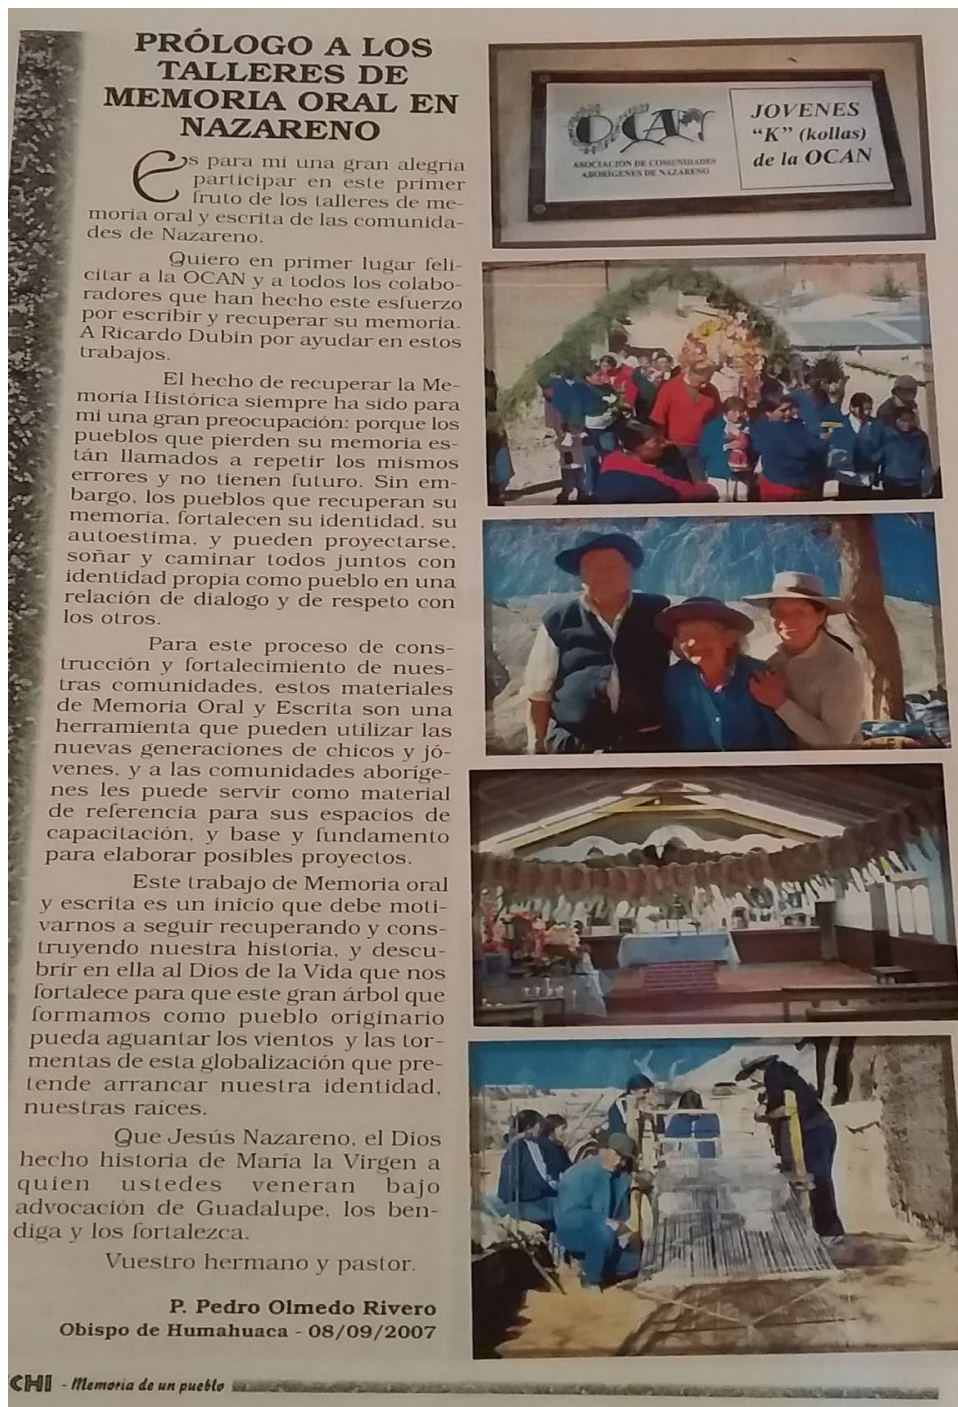 PRÓLOGO A LOS
TALLERES DE
MEMORIA ORAL EN
NAZARENO
Es para mi una gran alegría
participar en este primer
fruto de los talleres de me-
moria oral y escrita de las comunida-
des de Nazareno.
Quiero en primer lugar feli-
citar a la OCAN y a todos los colabo-
radores que han hecho este esfuerzo
por escribir y recuperar su memoria.
A Ricardo Dubin por ayudar en estos
trabajos.
El hecho de recuperar la Me-
moria Histórica siempre ha sido para
mi una gran preocupación: porque los
pueblos que pierden su memoria es-
tán llamados a repetir los mismos
errores y no tienen futuro. Sin em-
bargo, los pueblos que recuperan su
memoria, fortalecen su identidad, su
autoestima, y pueden proyectarse,
soñar y caminar todos juntos con
identidad propia como pueblo en una
relación de dialogo y de respeto con
los otros.
Para este proceso de cons-
trucción y fortalecimiento de nues-
tras comunidades, estos materiales
de Memoria Oral y Escrita son una
herramienta que pueden utilizar las
nuevas generaciones de chicos y jó-
venes, y a las comunidades aboríge-
nes les puede servir como material
de referencia para sus espacios de
capacitación, y base y fundamento
para elaborar posibles proyectos.
Este trabajo de Memoria oral
y escrita es un inicio que debe moti-
varnos a seguir recuperando y cons-
truyendo nuestra historia, y descu-
brir en ella al Dios de la Vida que nos
fortalece para que este gran árbol que
formamos como pueblo originario
pueda aguantar los vientos y las tor-
mentas de esta globalización que pre-
tende arrancar nuestra identidad,
nuestras raíces.
Que Jesús Nazareno, el Dios
hecho historia de María la Virgen a
quien ustedes veneran bajo
advocación de Guadalupe, los ben-
diga y los fortalezca.
Vuestro hermano y pastor.
P. Pedro Olmedo Rivero
Obispo de Humahuaca - 08/09/2007
CHI - Memoria de un pueblo
OCAN
ASOCIACIÓN DE COMUNIDADES
ABORÍGENES DE NAZARENO
JOVENES
"K" (kollas)
de la OCAN